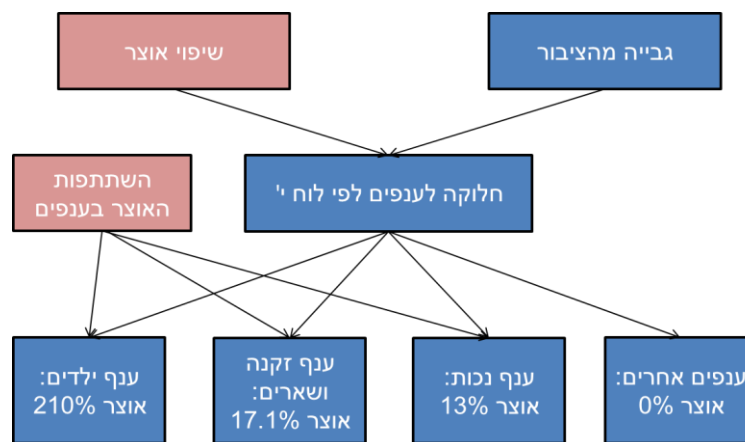 שיפוי אוצר
גבייה מהציבור
השתתפות
האוצר בענפים
חלוקה לענפים לפי לוח י'
ענף ילדים:
אוצר 210%
ענף זקנה
ושארים:
אוצר 17.1%
ענף נכות:
אוצר 13%
ענפים אחרים:
אוצר 0%